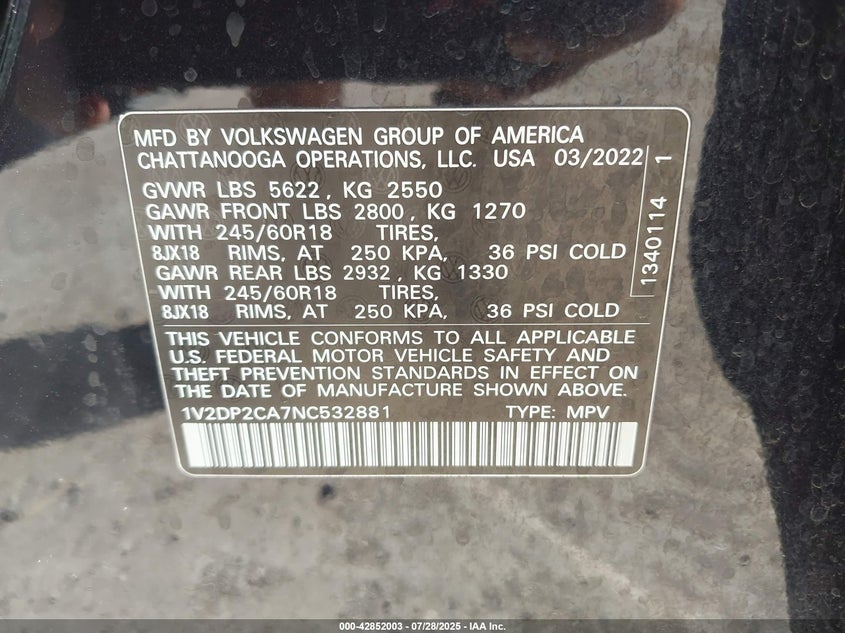 MFD BY VOLKSWAGEN GROUP OF AMERICA
CHATTANOOGA OPERATIONS, LLC. USA 03/2022
GVWR LBS 5622, KG 2550
GAWR FRONT LBS 2800, KG 1270
WITH 245/60R18 TIRES,
8JX18 RIMS, AT 250 KPA, 36 PSI COLD
GAWR REAR LBS 2932, KG 1330
WITH 245/60R18 TIRES,
8JX18 RIMS, AT 250 KPA, 36 PSI COLD
1340114 1
THIS VEHICLE CONFORMS TO ALL APPLICABLE
U.S. FEDERAL MOTOR VEHICLE SAFETY AND
THEFT PREVENTION STANDARDS IN EFFECT ON
THE DATE OF MANUFACTURE SHOWN ABOVE.
1V2DP2CA7NC532881 TYPE: MPV
000-42852003 - 07/28/2025 - IAA Inc.